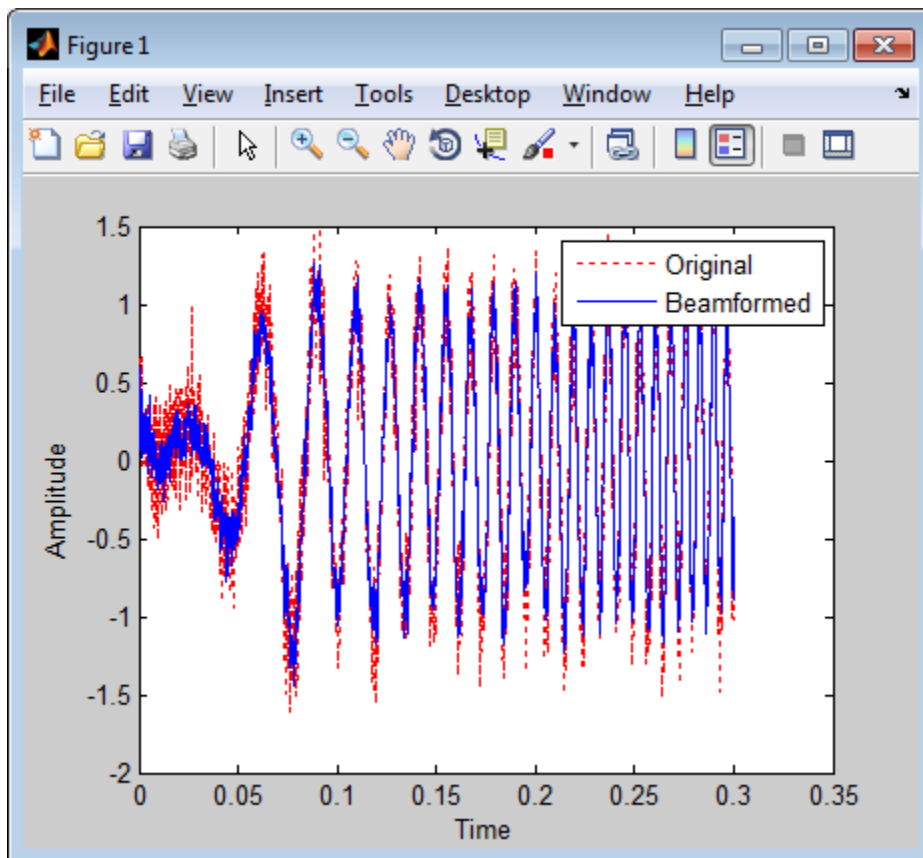 Figure 1
File Edit View Insert Tools Desktop Window Help
1.5
1
0.5
0
-0.5
-1
-1.5
-2
Amplitude
Original
Beamformed
0 0.05 0.1 0.15 0.2 0.25 0.3 0.35
Time